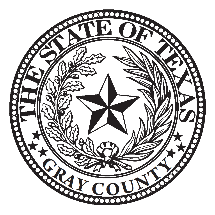 THE STATE OF TEXAS
GRAY COUNTY